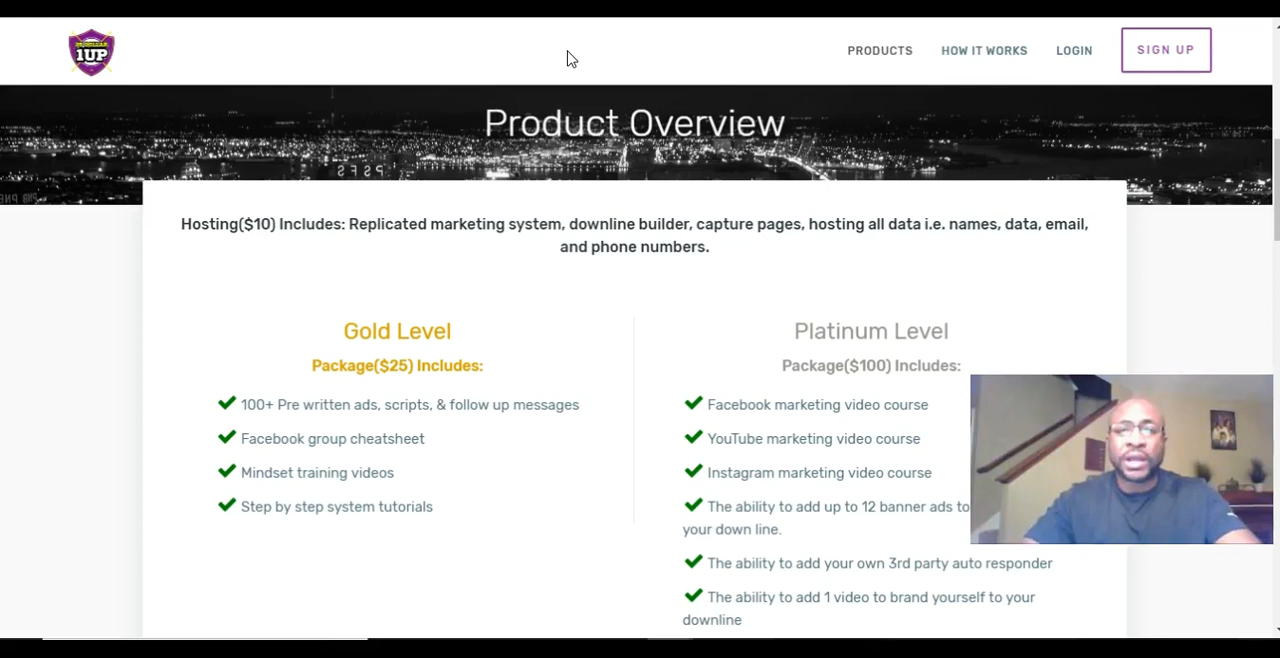 1UP
PRODUCTS
HOW IT WORKS
LOGIN
SIGN UP
Product Overview
PSFS
Hosting($10) Includes: Replicated marketing system, downline builder, capture pages, hosting all data i.e. names, data, email,
and phone numbers.
Gold Level
Package($25) Includes:
100+ Pre written ads, scripts, & follow up messages
Facebook group cheatsheet
Mindset training videos
Step by step system tutorials
Platinum Level
Package($100) Includes:
Facebook marketing video course
YouTube marketing video course
Instagram marketing video course
The ability to add up to 12 banner ads to
your down line.
The ability to add your own 3rd party auto responder
The ability to add 1 video to brand yourself to your
downline